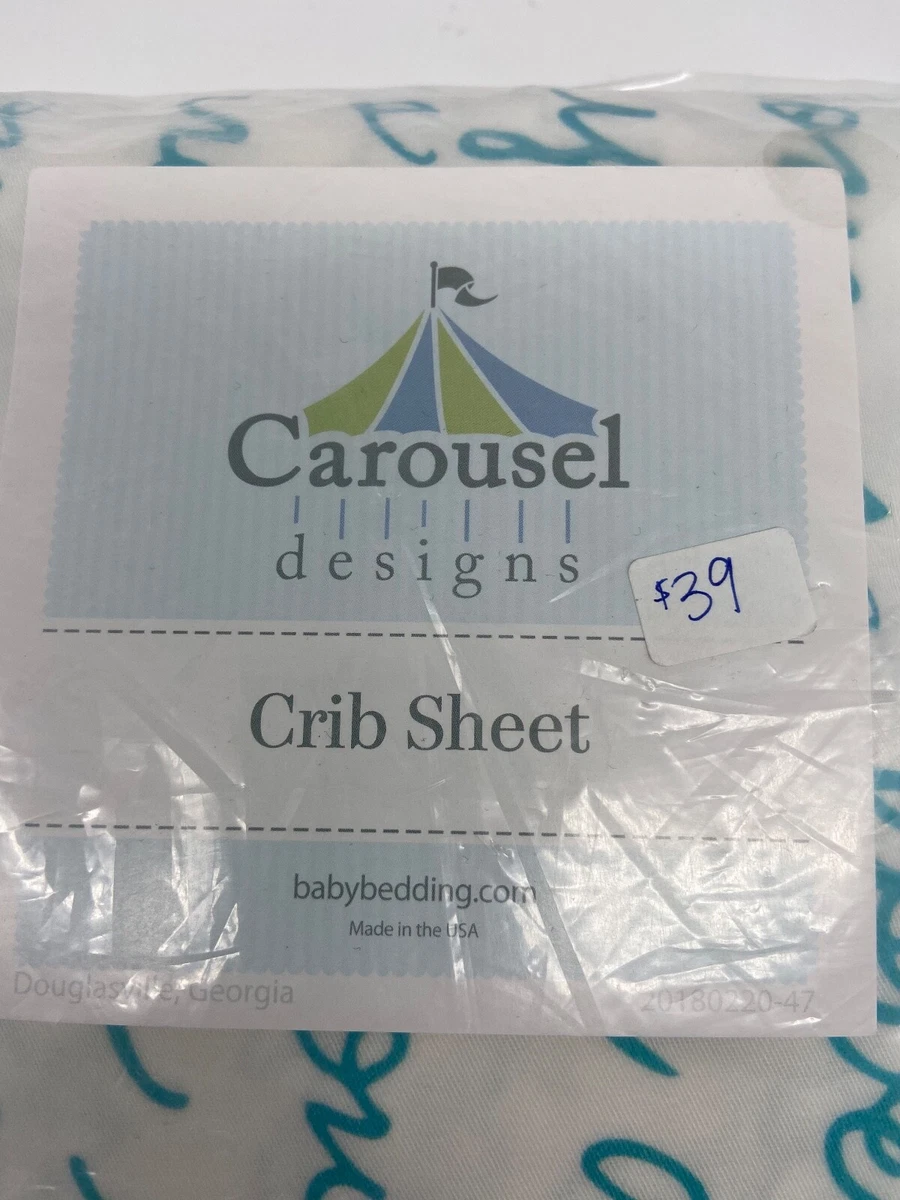 Carousel
designs
$39
Crib Sheet
babybedding.com
Made in the USA
Douglasville, Georgia
20180220-47